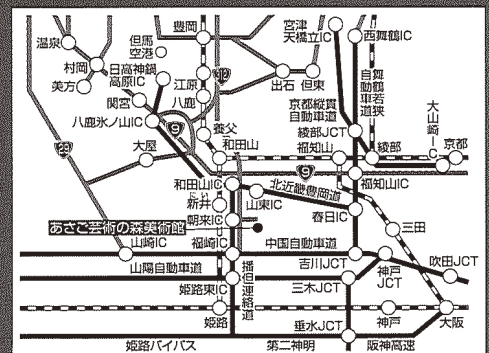 豊岡
宮津
天橋立IC
西舞鶴IC
温泉
但馬
空港
村岡
日高神鍋
高原IC
江原
312
出石
但東
美方
関宮
八鹿
京都縦貫
自動車道
舞鶴若狭
自動車道
大山崎IC
八鹿氷ノ山IC
9
養父
綾部JCT
綾部
京都
29
大屋
和田山
福知山
9
和田山IC
北近畿豊岡道
福知山IC
新井
山東IC
朝来IC
春日IC
あさご芸術の森美術館
三田
山崎IC
福崎IC
中国自動車道
吹田JCT
山陽自動車道
播但連絡道
吉川JCT
神戸
JCT
姫路東IC
三木JCT
姫路
神戸
大阪
垂水JCT
姫路バイパス
第二神明
阪神高速